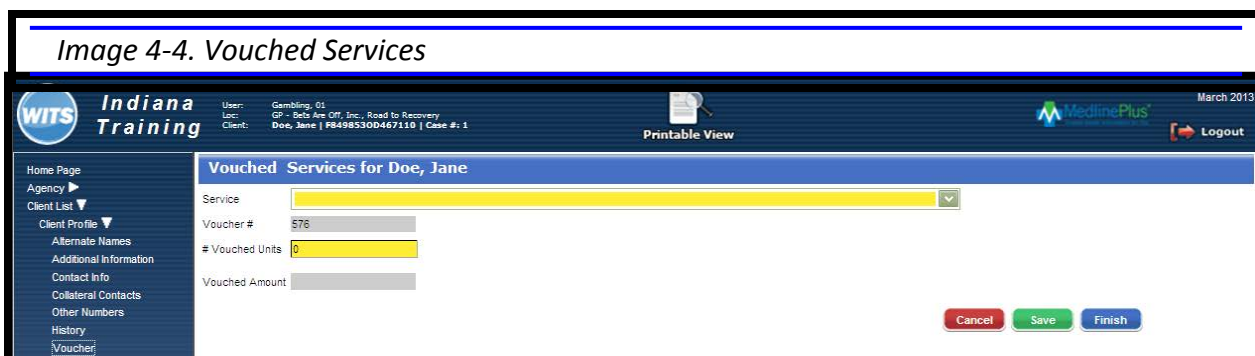 Image 4-4. Vouched Services
WITS
Indiana
Training
User: Gambling, 01
Loc: GP - Bets Are Off, Inc., Road to Recovery
Client: Doe, Jane | F849853OD467110 | Case #: 1
Printable View
MedlinePlus
March 2013
Logout
Home Page
Agency
Client List
Client Profile
Alternate Names
Additional Information
Contact Info
Collateral Contacts
Other Numbers
History
Voucher
Vouched Services for Doe, Jane
Service
Voucher # 576
# Vouched Units 0
Vouched Amount
Cancel Save Finish